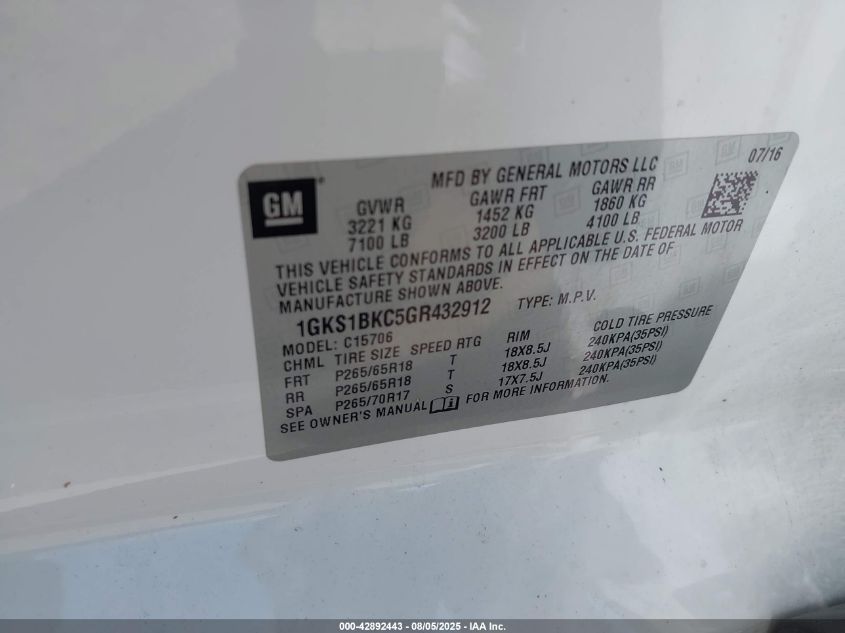 07/16
MFD BY GENERAL MOTORS LLC
GM
GVWR GAWR FRT GAWR RR
3221 KG 1452 KG 1860 KG
7100 LB 3200 LB 4100 LB
THIS VEHICLE CONFORMS TO ALL APPLICABLE U.S. FEDERAL MOTOR
VEHICLE SAFETY STANDARDS IN EFFECT ON THE DATE OF
MANUFACTURE SHOWN ABOVE.
1GKS1BKC5GR432912 TYPE: M.P.V.
MODEL: C15706
CHML TIRE SIZE SPEED RTG RIM COLD TIRE PRESSURE
FRT P265/65R18 T 18X8.5J 240KPA(35PSI)
RR P265/65R18 T 18X8.5J 240KPA(35PSI)
SPA P265/70R17 S 17X7.5J 240KPA(35PSI)
SEE OWNER'S MANUAL FOR MORE INFORMATION.
000-42892443 - 08/05/2025 - IAA Inc.